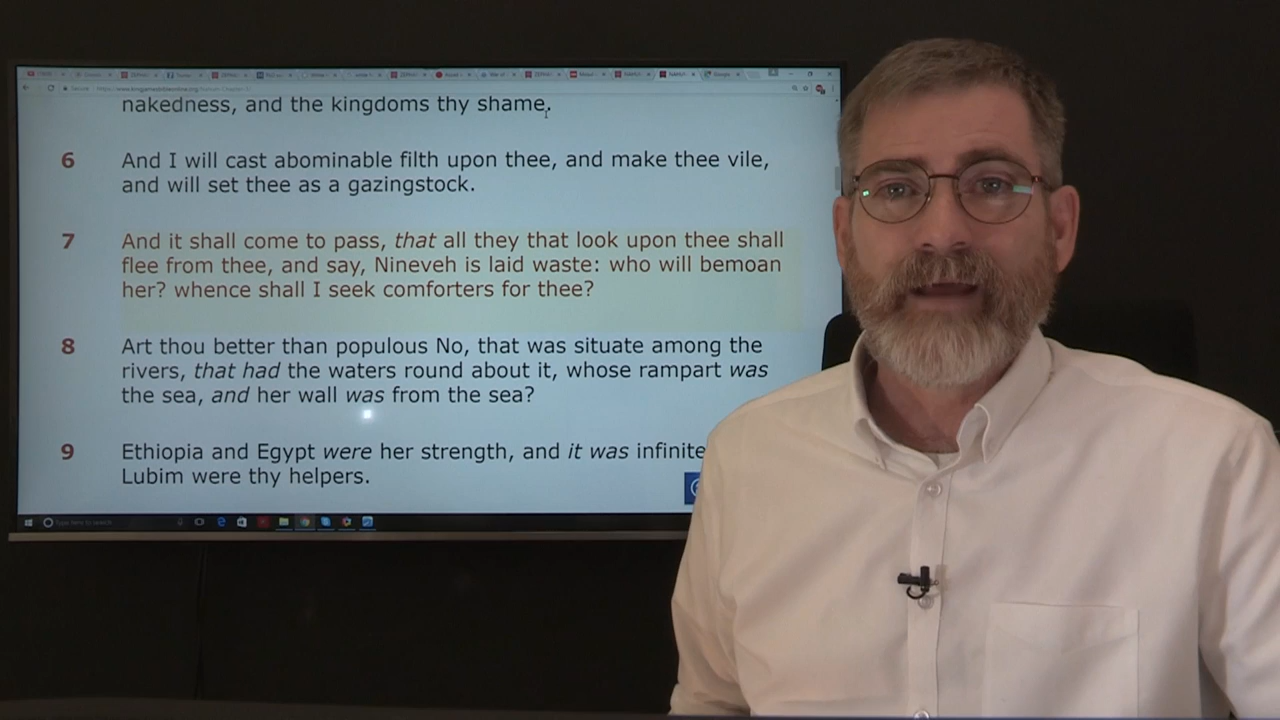 nakedness, and the kingdoms thy shame.
6 And I will cast abominable filth upon thee, and make thee vile,
and will set thee as a gazingstock.
7 And it shall come to pass, that all they that look upon thee shall
flee from thee, and say, Nineveh is laid waste: who will bemoan
her? whence shall I seek comforters for thee?
8 Art thou better than populous No, that was situate among the
rivers, that had the waters round about it, whose rampart was
the sea, and her wall was from the sea?
9 Ethiopia and Egypt were her strength, and it was infinite
Lubim were thy helpers.